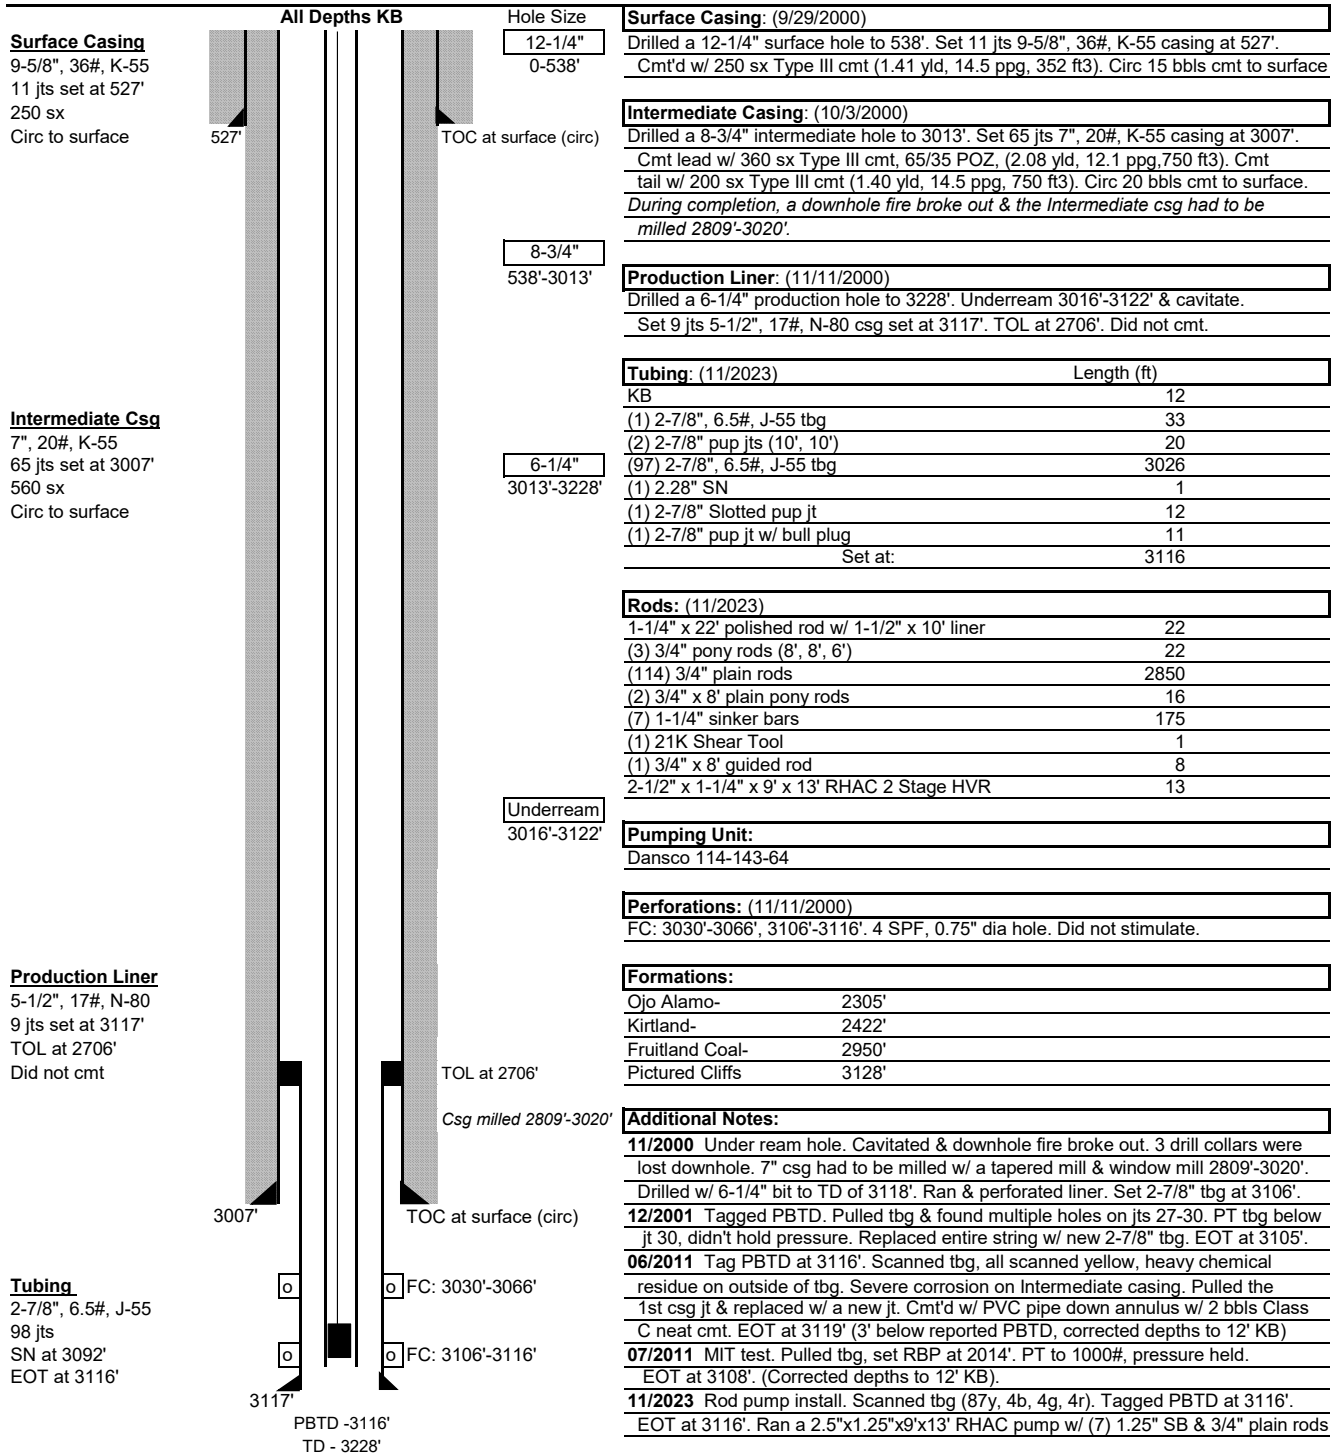 All Depths KB
Hole Size
Surface Casing
9-5/8", 36#, K-55
11 jts set at 527'
250 sx
Circ to surface
527'
TOC at surface (circ)
12-1/4"
0-538'
8-3/4"
538'-3013'
Intermediate Csg
7", 20#, K-55
65 jts set at 3007'
560 sx
Circ to surface
6-1/4"
3013'-3228'
Underream
3016'-3122'
Production Liner
5-1/2", 17#, N-80
9 jts set at 3117'
TOL at 2706'
Did not cmt
TOL at 2706'
Csg milled 2809'-3020'
3007'
TOC at surface (circ)
Tubing
2-7/8", 6.5#, J-55
98 jts
SN at 3092'
EOT at 3116'
o o FC: 3030'-3066'
o o FC: 3106'-3116'
3117'
PBTD -3116'
TD - 3228'
Surface Casing: (9/29/2000)
Drilled a 12-1/4" surface hole to 538'. Set 11 jts 9-5/8", 36#, K-55 casing at 527'.
Cmt'd w/ 250 sx Type III cmt (1.41 yld, 14.5 ppg, 352 ft3). Circ 15 bbls cmt to surface
Intermediate Casing: (10/3/2000)
Drilled a 8-3/4" intermediate hole to 3013'. Set 65 jts 7", 20#, K-55 casing at 3007'.
Cmt lead w/ 360 sx Type III cmt, 65/35 POZ, (2.08 yld, 12.1 ppg,750 ft3). Cmt
tail w/ 200 sx Type III cmt (1.40 yld, 14.5 ppg, 750 ft3). Circ 20 bbls cmt to surface.
During completion, a downhole fire broke out & the Intermediate csg had to be
milled 2809'-3020'.
Production Liner: (11/11/2000)
Drilled a 6-1/4" production hole to 3228'. Underream 3016'-3122' & cavitate.
Set 9 jts 5-1/2", 17#, N-80 csg set at 3117'. TOL at 2706'. Did not cmt.
Tubing: (11/2023) Length (ft)
KB 12
(1) 2-7/8", 6.5#, J-55 tbg 33
(2) 2-7/8" pup jts (10', 10') 20
(97) 2-7/8", 6.5#, J-55 tbg 3026
(1) 2.28" SN 1
(1) 2-7/8" Slotted pup jt 12
(1) 2-7/8" pup jt w/ bull plug 11
Set at: 3116
Rods: (11/2023)
1-1/4" x 22' polished rod w/ 1-1/2" x 10' liner 22
(3) 3/4" pony rods (8', 8', 6') 22
(114) 3/4" plain rods 2850
(2) 3/4" x 8' plain pony rods 16
(7) 1-1/4" sinker bars 175
(1) 21K Shear Tool 1
(1) 3/4" x 8' guided rod 8
2-1/2" x 1-1/4" x 9' x 13' RHAC 2 Stage HVR 13
Pumping Unit:
Dansco 114-143-64
Perforations: (11/11/2000)
FC: 3030'-3066', 3106'-3116'. 4 SPF, 0.75" dia hole. Did not stimulate.
Formations:
Ojo Alamo- 2305'
Kirtland- 2422'
Fruitland Coal- 2950'
Pictured Cliffs 3128'
Additional Notes:
11/2000 Under ream hole. Cavitated & downhole fire broke out. 3 drill collars were
lost downhole. 7" csg had to be milled w/ a tapered mill & window mill 2809'-3020'.
Drilled w/ 6-1/4" bit to TD of 3118'. Ran & perforated liner. Set 2-7/8" tbg at 3106'.
12/2001 Tagged PBTD. Pulled tbg & found multiple holes on jts 27-30. PT tbg below
jt 30, didn't hold pressure. Replaced entire string w/ new 2-7/8" tbg. EOT at 3105'.
06/2011 Tag PBTD at 3116'. Scanned tbg, all scanned yellow, heavy chemical
residue on outside of tbg. Severe corrosion on Intermediate casing. Pulled the
1st csg jt & replaced w/ a new jt. Cmt'd w/ PVC pipe down annulus w/ 2 bbls Class
C neat cmt. EOT at 3119' (3' below reported PBTD, corrected depths to 12' KB)
07/2011 MIT test. Pulled tbg, set RBP at 2014'. PT to 1000#, pressure held.
EOT at 3108'. (Corrected depths to 12' KB).
11/2023 Rod pump install. Scanned tbg (87y, 4b, 4g, 4r). Tagged PBTD at 3116'.
EOT at 3116'. Ran a 2.5"x1.25"x9'x13' RHAC pump w/ (7) 1.25" SB & 3/4" plain rods